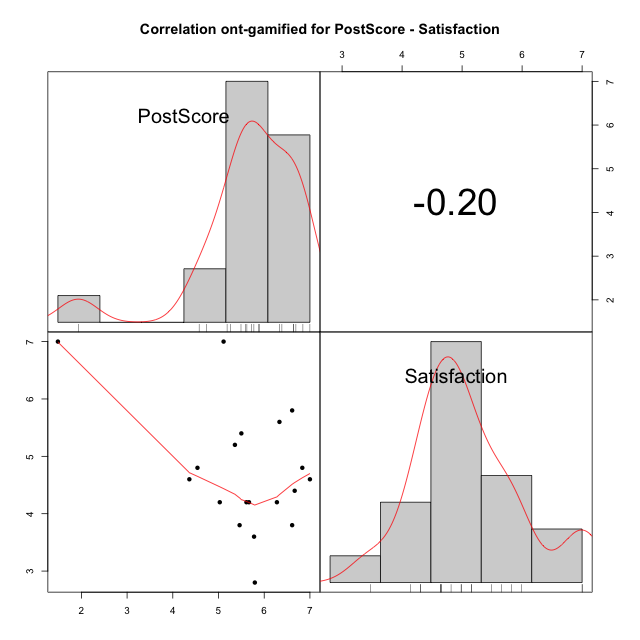 Correlation ont-gamified for PostScore - Satisfaction
3 4 5 6 7
PostScore
-0.20
7
6
5
4
3
2
7
6
5
4
3
Satisfaction
2 3 4 5 6 7